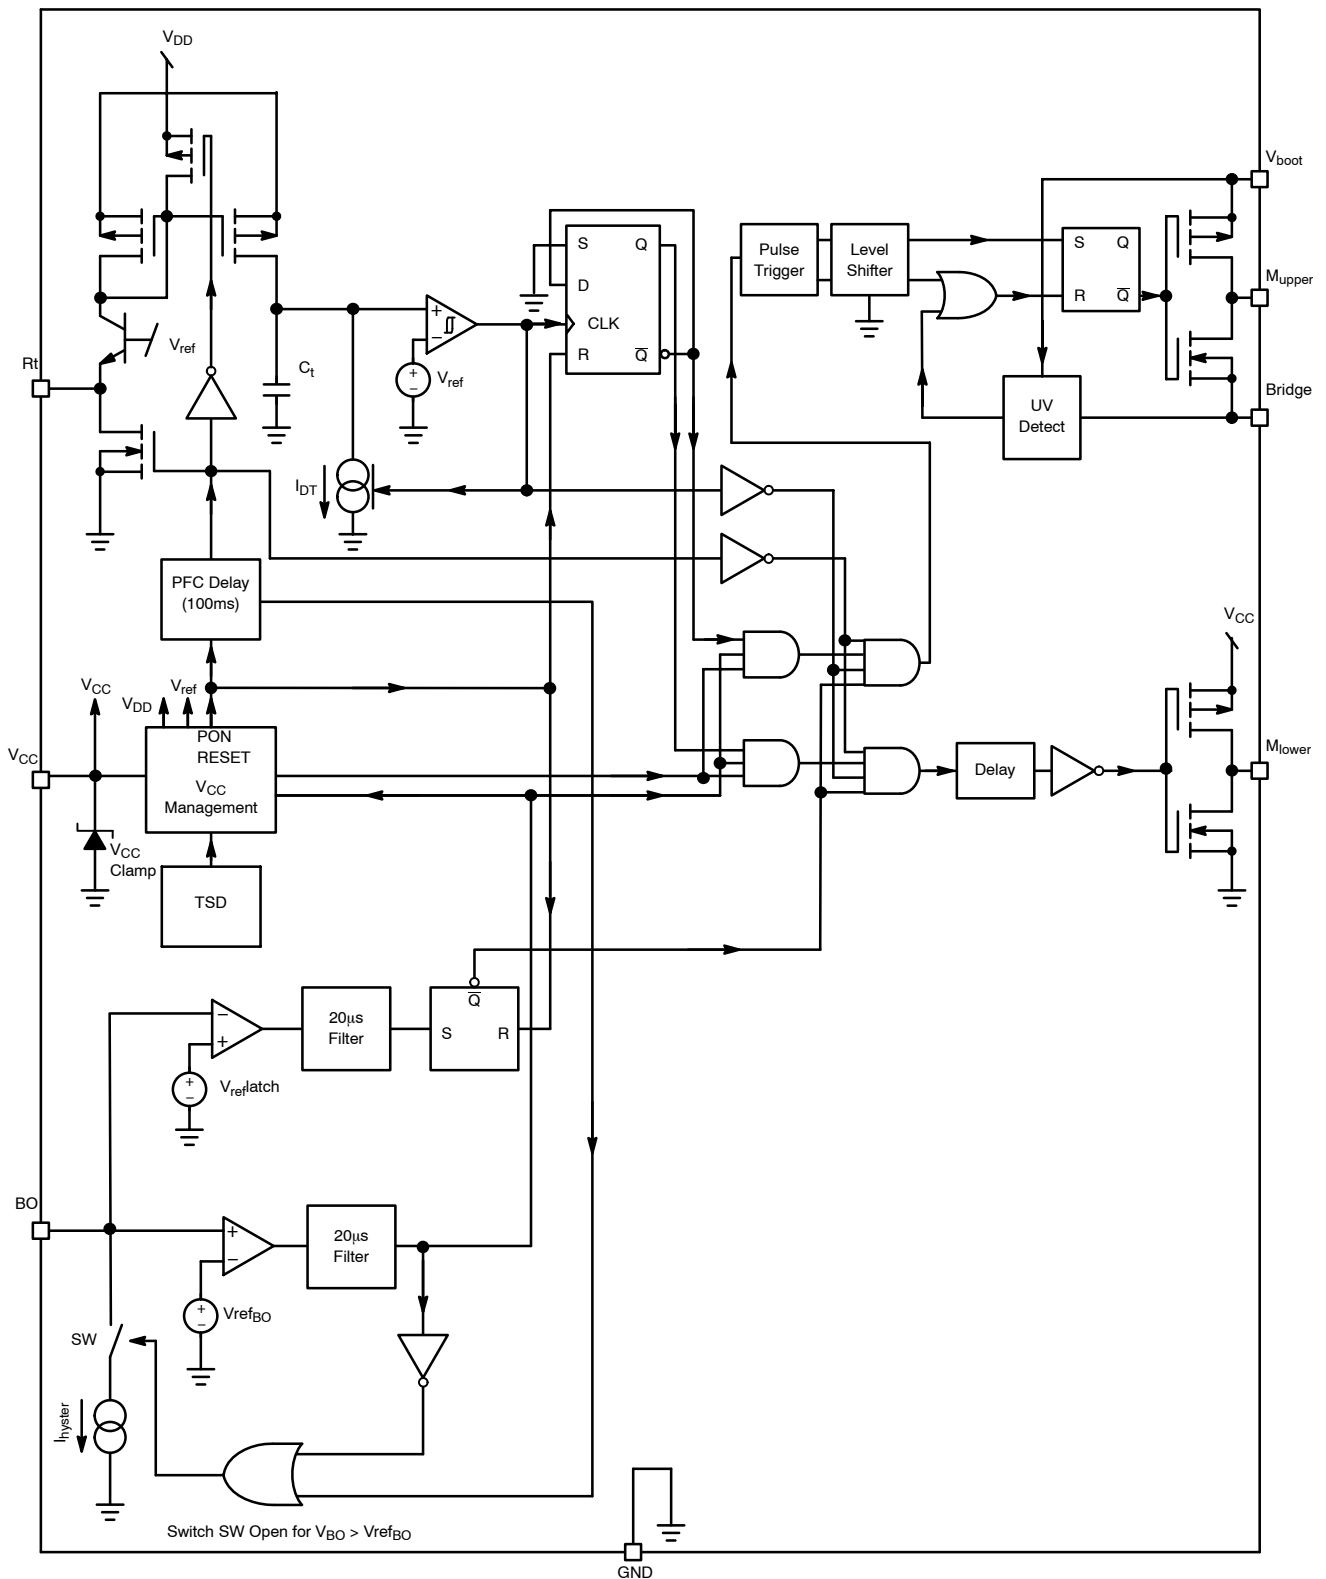 VDD
Vboot
S
Q
Pulse
Trigger
Level
Shifter
S
Q
D
Mupper
R
Q̅
+
−
CLK
Vref
Rt
Ct
+
−
Vref
R
Q̅
Bridge
UV
Detect
IDT
PFC Delay
(100ms)
VCC
VCC
Vref
VDD
PON
RESET
VCC
Mlower
VCC
Management
Delay
VCC
Clamp
TSD
Q̅
−
+
20μs
Filter
S
R
+
−
Vreflatch
BO
+
−
20μs
Filter
+
−
VrefBO
SW
Ihyster
Switch SW Open for VBO > VrefBO
GND